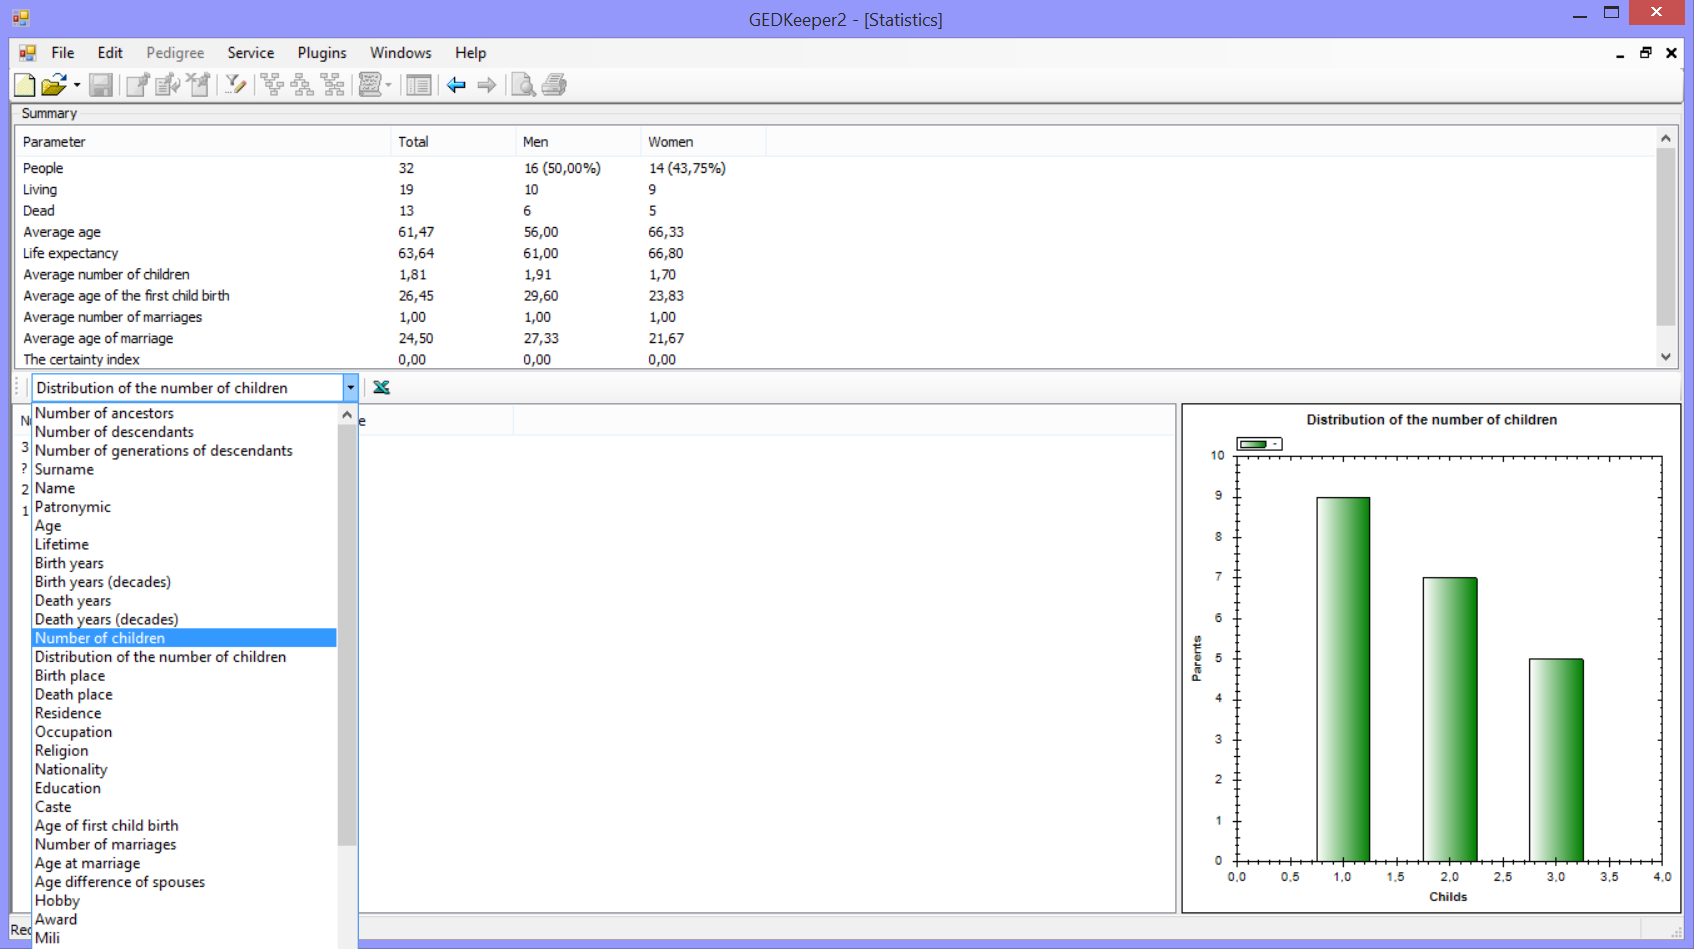 GEDKeeper2 - [Statistics]
File Edit Pedigree Service Plugins Windows Help
Summary
Parameter Total Men Women
People 32 16 (50,00%) 14 (43,75%)
Living 19 10 9
Dead 13 6 5
Average age 61,47 56,00 66,33
Life expectancy 63,64 61,00 66,80
Average number of children 1,81 1,91 1,70
Average age of the first child birth 26,45 29,60 23,83
Average number of marriages 1,00 1,00 1,00
Average age of marriage 24,50 27,33 21,67
The certainty index 0,00 0,00 0,00
Distribution of the number of children
3
?
2
1
Number of ancestors
Number of descendants
Number of generations of descendants
Surname
Name
Patronymic
Age
Lifetime
Birth years
Birth years (decades)
Death years
Death years (decades)
Number of children
Distribution of the number of children
Birth place
Death place
Residence
Occupation
Religion
Nationality
Education
Caste
Age of first child birth
Number of marriages
Age at marriage
Age difference of spouses
Hobby
Award
Mili
Distribution of the number of children
-
10
9
8
7
6
5
4
3
2
1
0
Parents
0,0 0,5 1,0 1,5 2,0 2,5 3,0 3,5 4,0
Childs